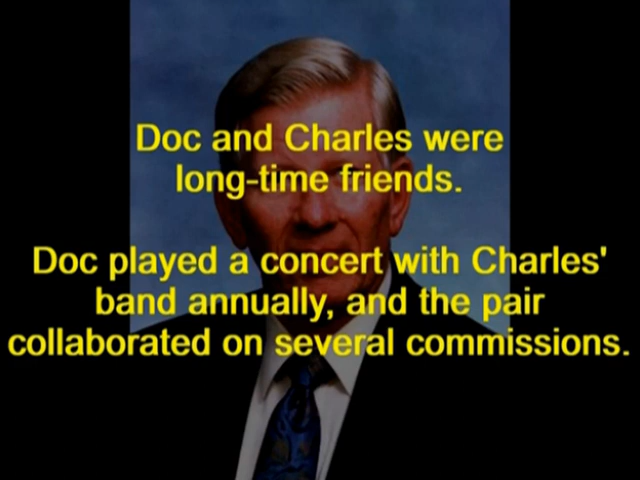 Doc and Charles were
long-time friends.
Doc played a concert with Charles'
band annually, and the pair
collaborated on several commissions.